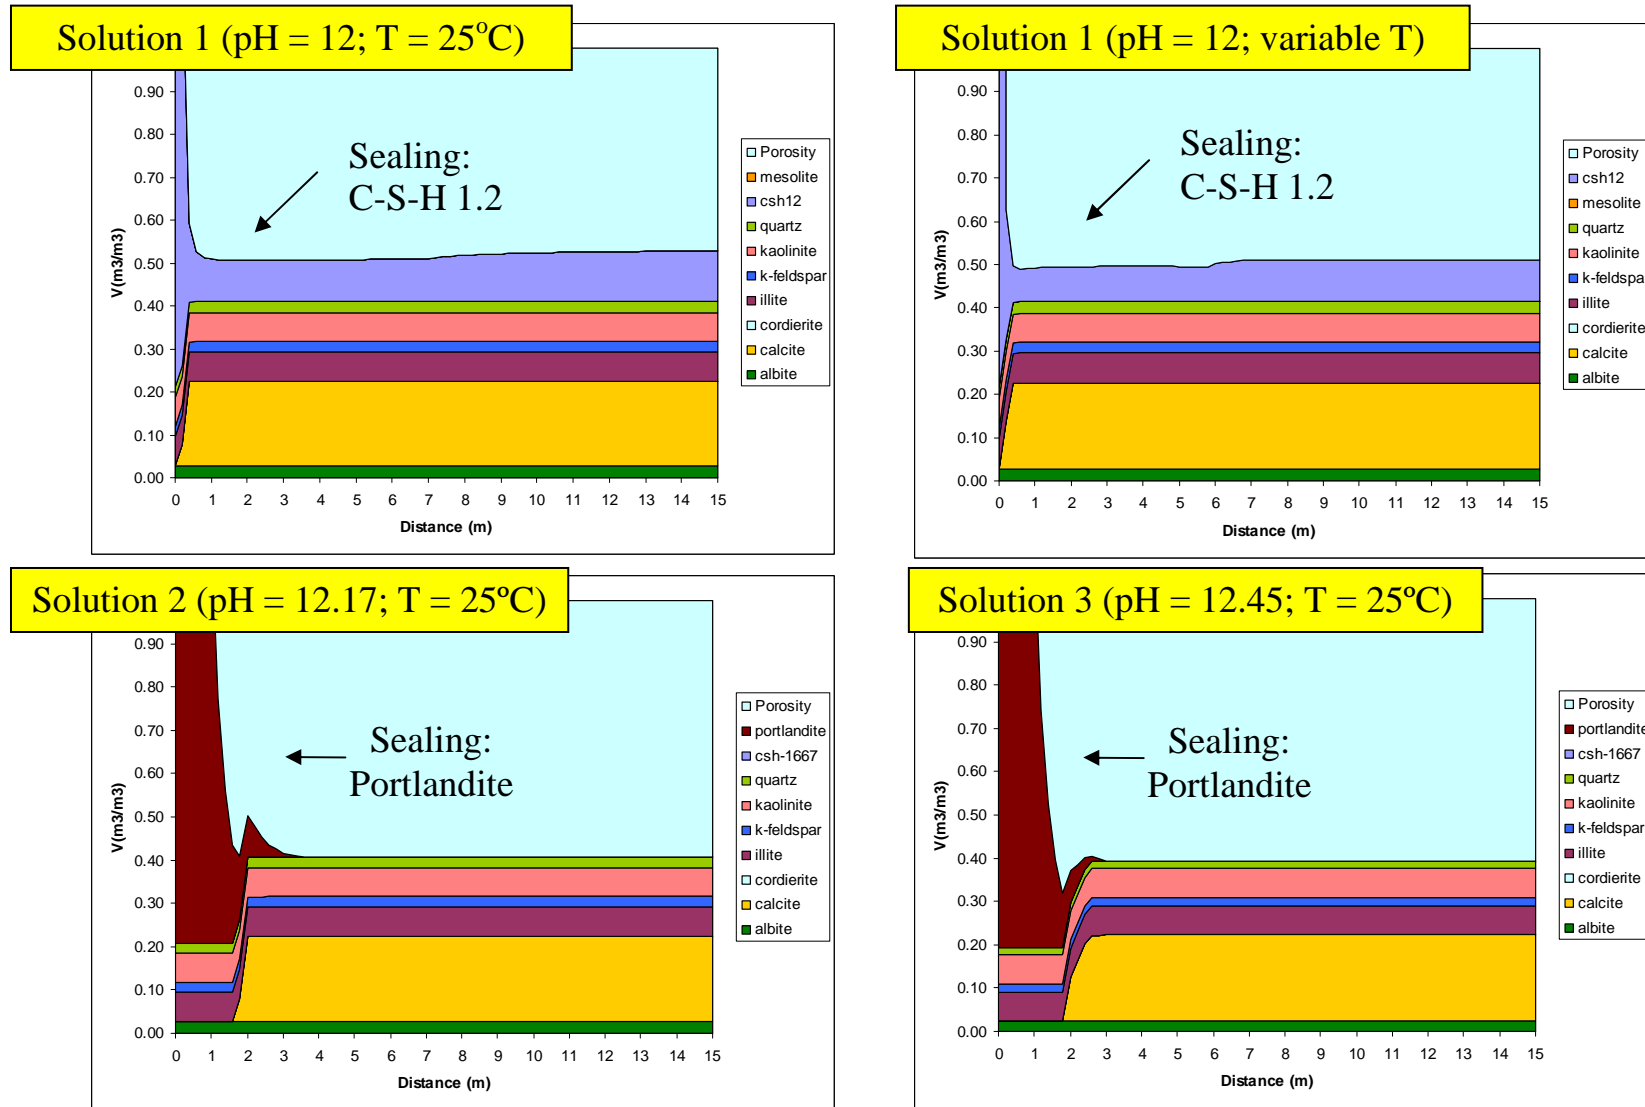 Solution 1 (pH = 12; T = 25°C)
0.90
0.80
0.70
0.60
0.50
0.40
0.30
0.20
0.10
0.00
V(m3/m3)
Sealing:
C-S-H 1.2
0 1 2 3 4 5 6 7 8 9 10 11 12 13 15
Distance (m)
Porosity
mesolite
csh12
quartz
kaolinite
k-feldspar
illite
cordierite
calcite
albite
Solution 1 (pH = 12; variable T)
0.90
0.80
0.70
0.60
0.50
0.40
0.30
0.20
0.10
0.00
V(m3/m3)
Sealing:
C-S-H 1.2
0 1 2 3 4 5 6 7 8 9 10 11 12 13 14 15
Distance (m)
Porosity
csh12
mesolite
quartz
kaolinite
k-feldspa
illite
cordierite
calcite
albite
Solution 2 (pH = 12.17; T = 25ºC)
0.90
0.80
0.70
0.60
0.50
0.40
0.30
0.20
0.10
0.00
V(m3/m3)
Sealing:
Portlandite
0 1 2 3 4 5 6 7 8 9 10 11 12 13 14 15
Distance (m)
Porosity
portlandite
csh-1667
quartz
kaolinite
k-feldspar
illite
cordierite
calcite
albite
Solution 3 (pH = 12.45; T = 25ºC)
0.90
0.80
0.70
0.60
0.50
0.40
0.30
0.20
0.10
0.00
V(m3/m3)
Sealing:
Portlandite
0 1 2 3 4 5 6 7 8 9 10 11 12 13 14 15
Distance (m)
Porosity
portlandite
csh-1667
quartz
kaolinite
k-feldspar
illite
cordierite
calcite
albite